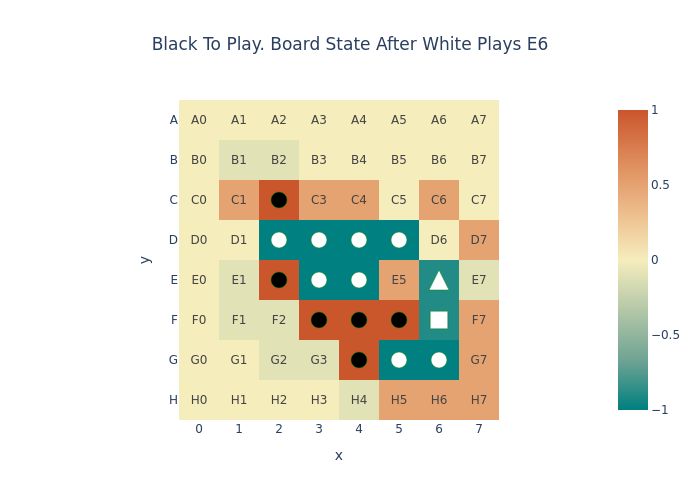 Black To Play. Board State After White Plays E6
A A0 A1 A2 A3 A4 A5 A6 A7
B B0 B1 B2 B3 B4 B5 B6 B7
C C0 C1 C3 C4 C5 C6 C7
D D0 D1 D6 D7
E E0 E1 E5 E7
F F0 F1 F2 F7
G G0 G1 G2 G3 G7
H H0 H1 H2 H3 H4 H5 H6 H7
0 1 2 3 4 5 6 7
x
y
1
0.5
0
−0.5
−1